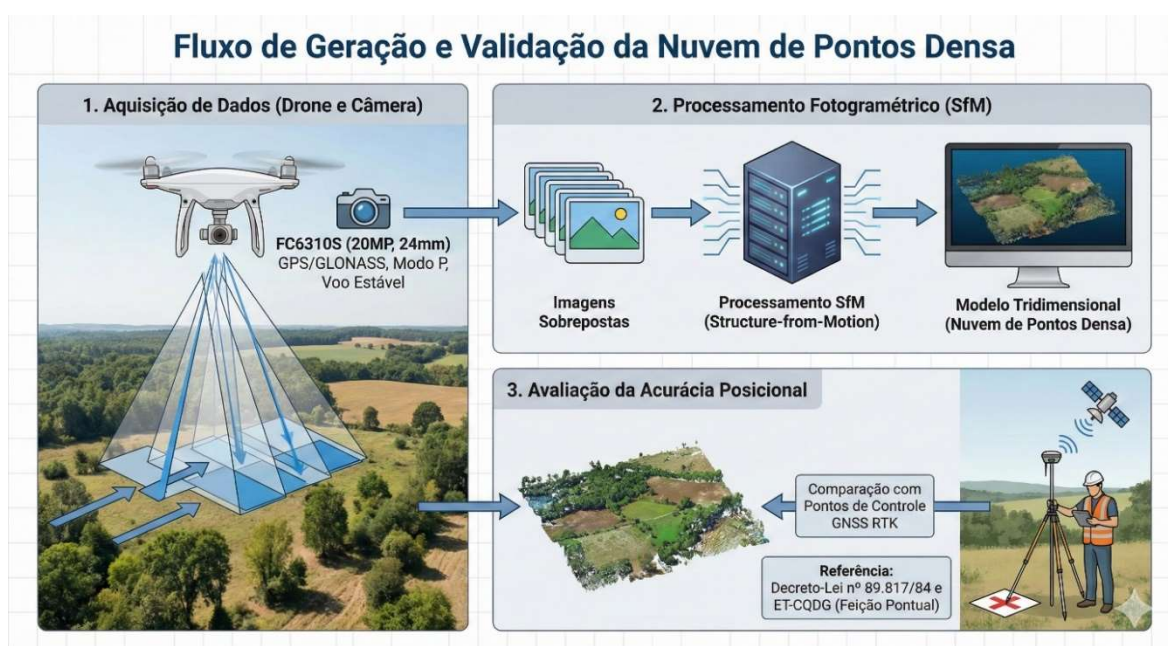 Fluxo de Geração e Validação da Nuvem de Pontos Densa
1. Aquisição de Dados (Drone e Câmera)
FC6310S (20MP, 24mm)
GPS/GLONASS, Modo P,
Voo Estável
2. Processamento Fotogramétrico (SfM)
Imagens
Sobrepostas
Processamento SfM
(Structure-from-Motion)
Modelo Tridimensional
(Nuvem de Pontos Densa)
3. Avaliação da Acurácia Posicional
Comparação com
Pontos de Controle
GNSS RTK
Referência:
Decreto-Lei nº 89.817/84 e
ET-CQDG (Feição Pontual)